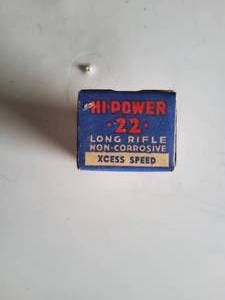 HI-POWER
·22·
LONG RIFLE
NON-CORROSIVE
XCESS SPEED